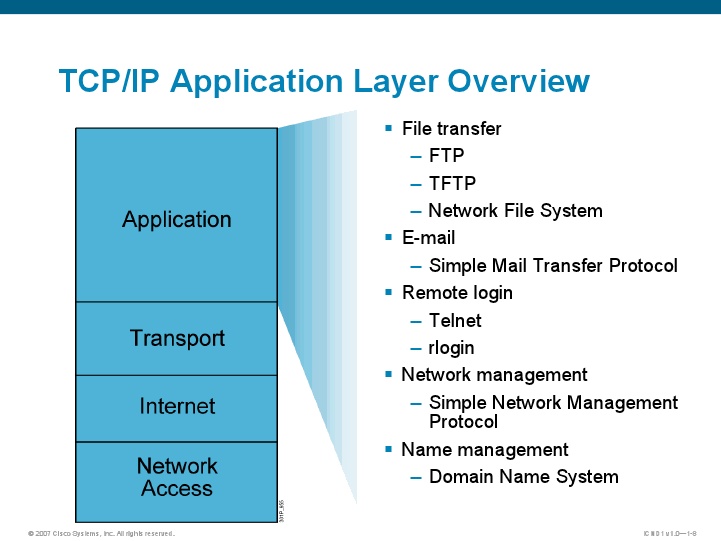 TCP/IP Application Layer Overview
Application
Transport
Internet
Network
Access
▪ File transfer
– FTP
– TFTP
– Network File System
▪ E-mail
– Simple Mail Transfer Protocol
▪ Remote login
– Telnet
– rlogin
▪ Network management
– Simple Network Management
Protocol
▪ Name management
– Domain Name System
© 2007 Cisco Systems, Inc. All rights reserved.
ICND1 v1.0—1-8